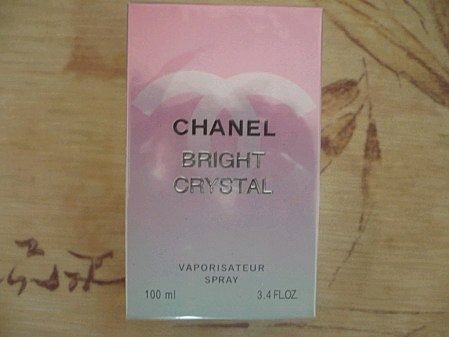 CHANEL
BRIGHT
CRYSTAL
VAPORISATEUR
SPRAY
100 ml 3.4 FL.OZ.